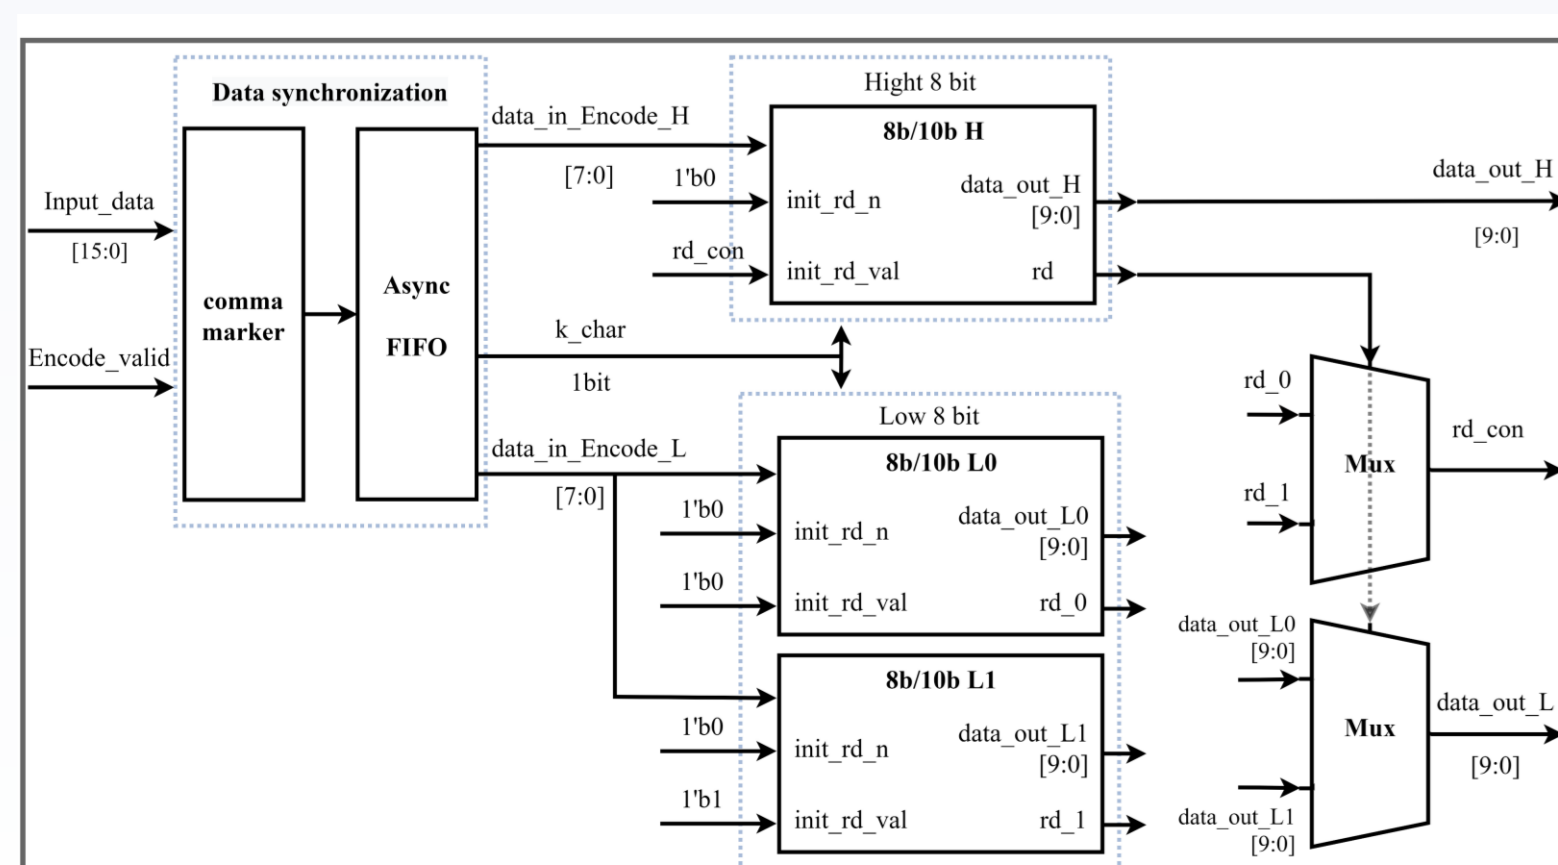 Data synchronization
Input_data
[15:0]
Encode_valid
comma
marker
Async
FIFO
data_in_Encode_H
[7:0]
1'b0
rd_con
k_char
1bit
data_in_Encode_L
[7:0]
Hight 8 bit
8b/10b H
init_rd_n
data_out_H
[9:0]
init_rd_val
rd
data_out_H
[9:0]
Low 8 bit
8b/10b L0
1'b0
init_rd_n
data_out_L0
[9:0]
1'b0
init_rd_val
rd_0
8b/10b L1
1'b0
init_rd_n
data_out_L1
[9:0]
1'b1
init_rd_val
rd_1
rd_0
rd_1
Mux
rd_con
data_out_L0
[9:0]
Mux
data_out_L
[9:0]
data_out_L1
[9:0]